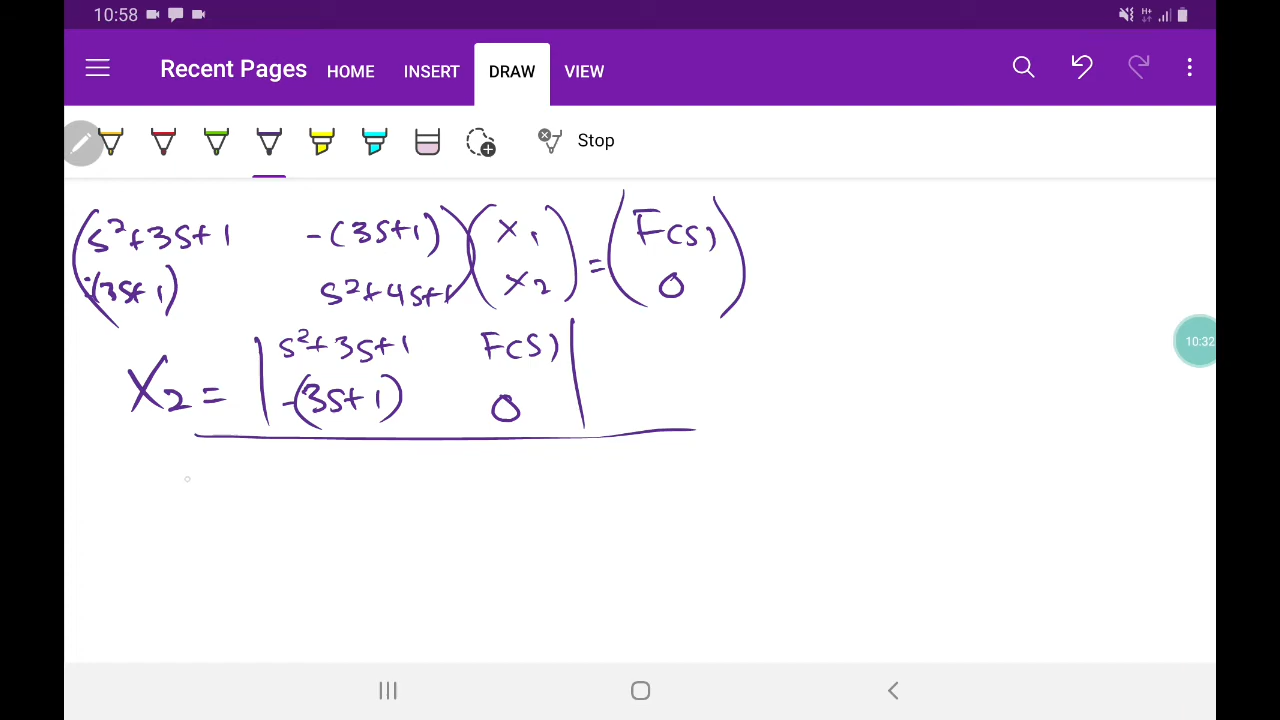 10:58
H+
Recent Pages HOME INSERT DRAW VIEW
Stop
(s²+3s+1 -(3s+1)) (X₁) = (F(s))
(-(3s+1) s²+4s+1) (X₂) (0)
X₂ = |s²+3s+1 F(s)|
|-(3s+1) 0|
10:32